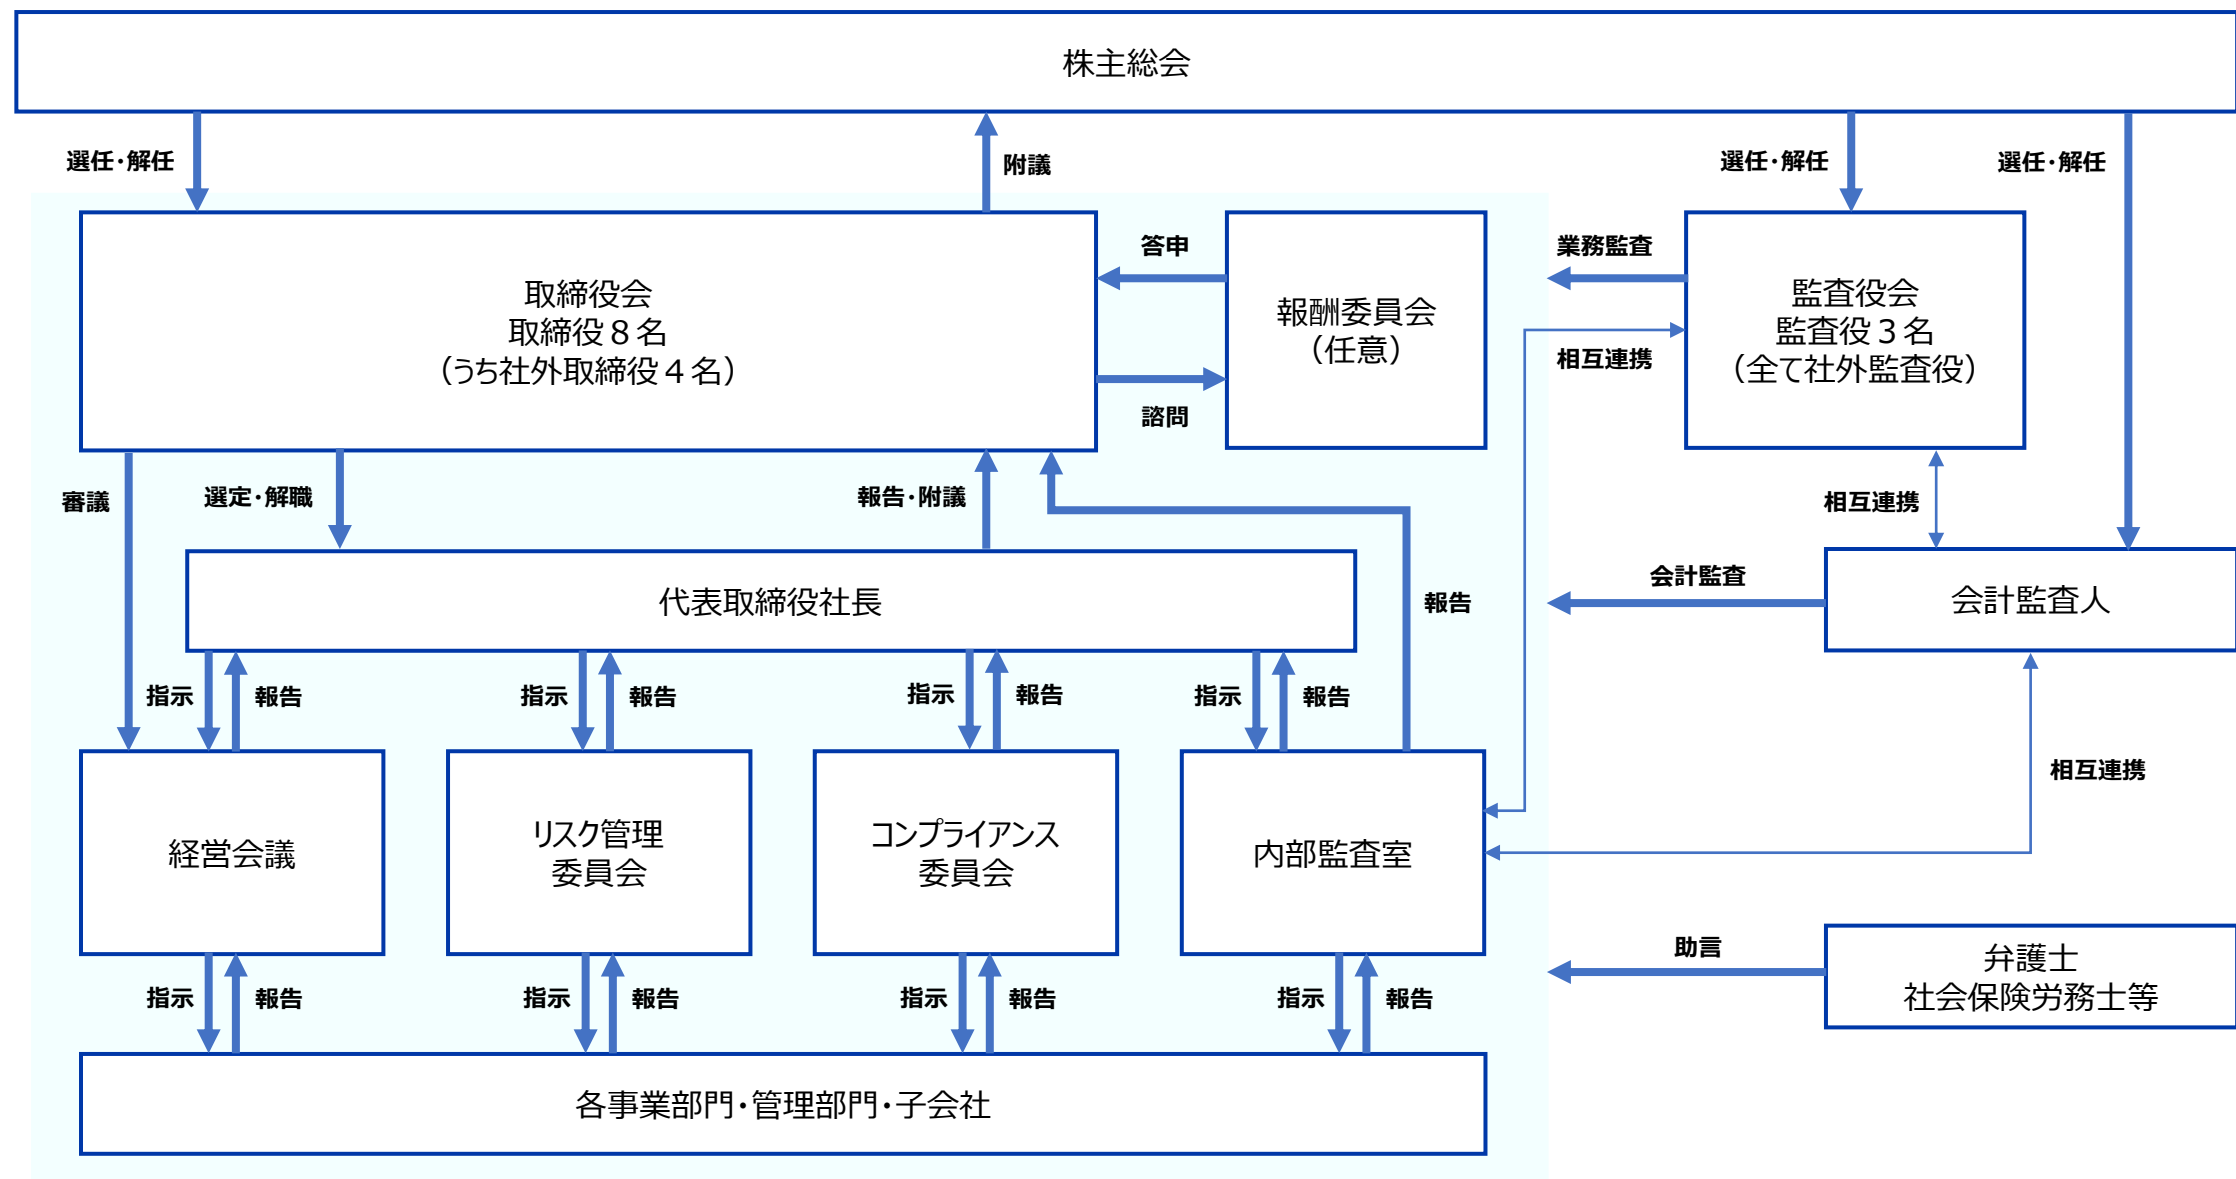 株主総会
選任・解任
附議
選任・解任
選任・解任
取締役会
取締役８名
（うち社外取締役４名）
答申
諮問
報酬委員会
（任意）
業務監査
相互連携
監査役会
監査役３名
（全て社外監査役）
審議
選定・解職
報告・附議
相互連携
代表取締役社長
報告
会計監査
会計監査人
指示
報告
指示
報告
指示
報告
指示
報告
相互連携
経営会議
リスク管理
委員会
コンプライアンス
委員会
内部監査室
助言
弁護士
社会保険労務士等
指示
報告
指示
報告
指示
報告
指示
報告
各事業部門・管理部門・子会社